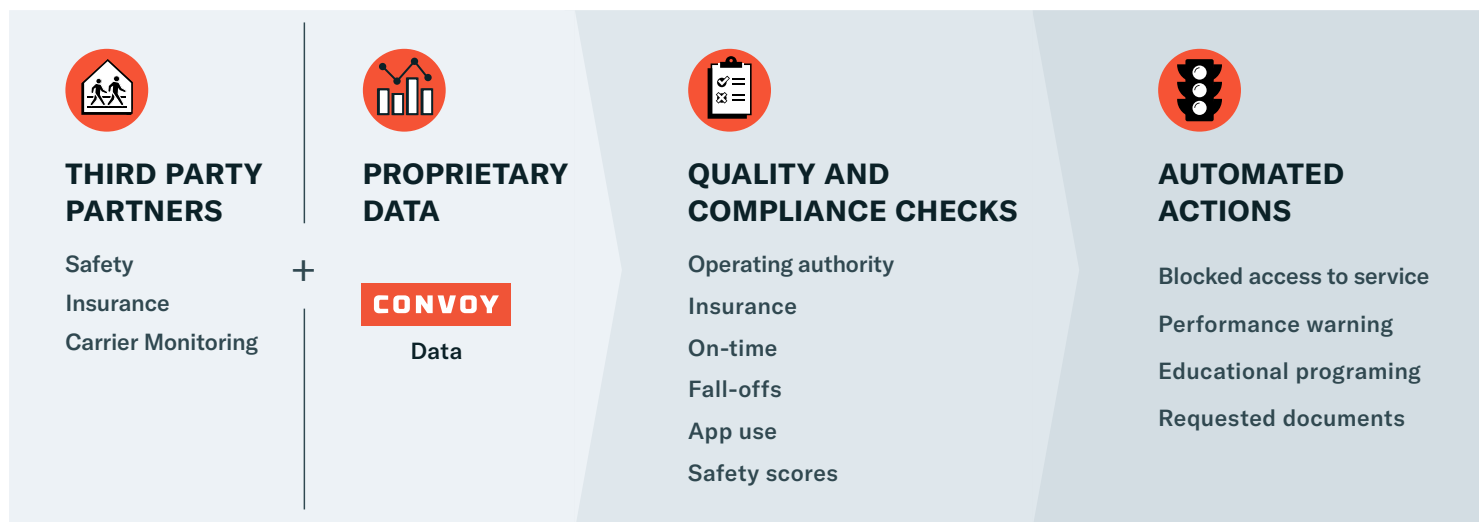 THIRD PARTY
PARTNERS
Safety
Insurance
Carrier Monitoring
+
PROPRIETARY
DATA
CONVOY
Data
QUALITY AND
COMPLIANCE CHECKS
Operating authority
Insurance
On-time
Fall-offs
App use
Safety scores
AUTOMATED
ACTIONS
Blocked access to service
Performance warning
Educational programing
Requested documents